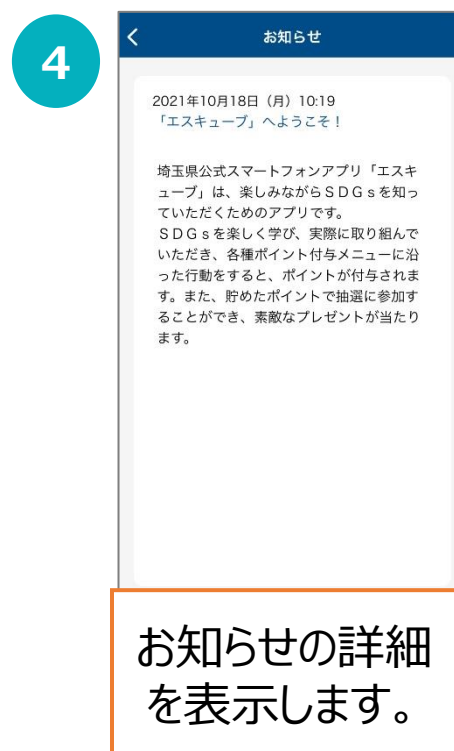 4
お知らせ
2021年10月18日（月）10:19
「エスキューブ」へようこそ！
埼玉県公式スマートフォンアプリ「エスキ
ューブ」は、楽しみながらＳＤＧｓを知っ
ていただくためのアプリです。
ＳＤＧｓを楽しく学び、実際に取り組んで
いただき、各種ポイント付与メニューに沿
った行動をすると、ポイントが付与されま
す。また、貯めたポイントで抽選に参加す
ることができ、素敵なプレゼントが当たり
ます。
お知らせの詳細
を表示します。